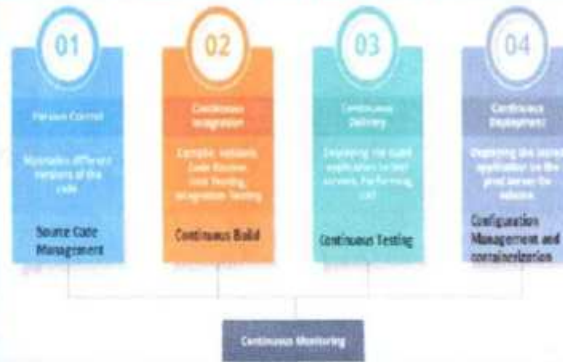 01
02
03
04
Version Control
Continuous
Integration
Continuous
Delivery
Continuous
Deployment
Maintains different
versions of the
code
Compile, validate,
Code Review,
Unit Testing,
Integration Testing
Deploying the build
application to test
servers, Performing
UAT
Deploying the tested
application on the
prod server for
release
Source Code
Management
Continuous Build
Continuous Testing
Configuration
Management and
containerization
Continuous Monitoring